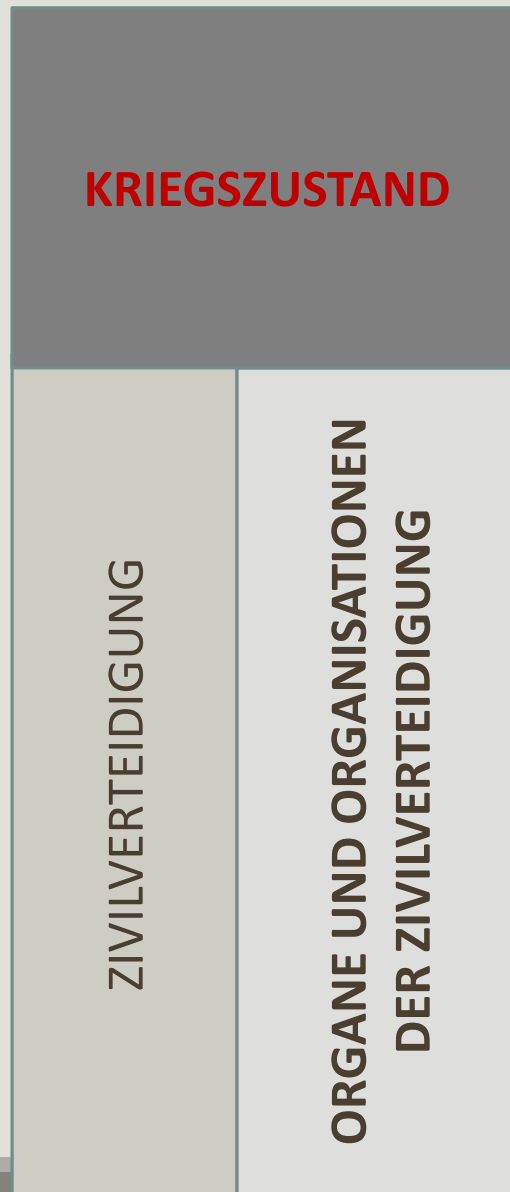 KRIEGSZUSTAND
ZIVILVERTEIDIGUNG
ORGANE UND ORGANISATIONEN
DER ZIVILVERTEIDIGUNG